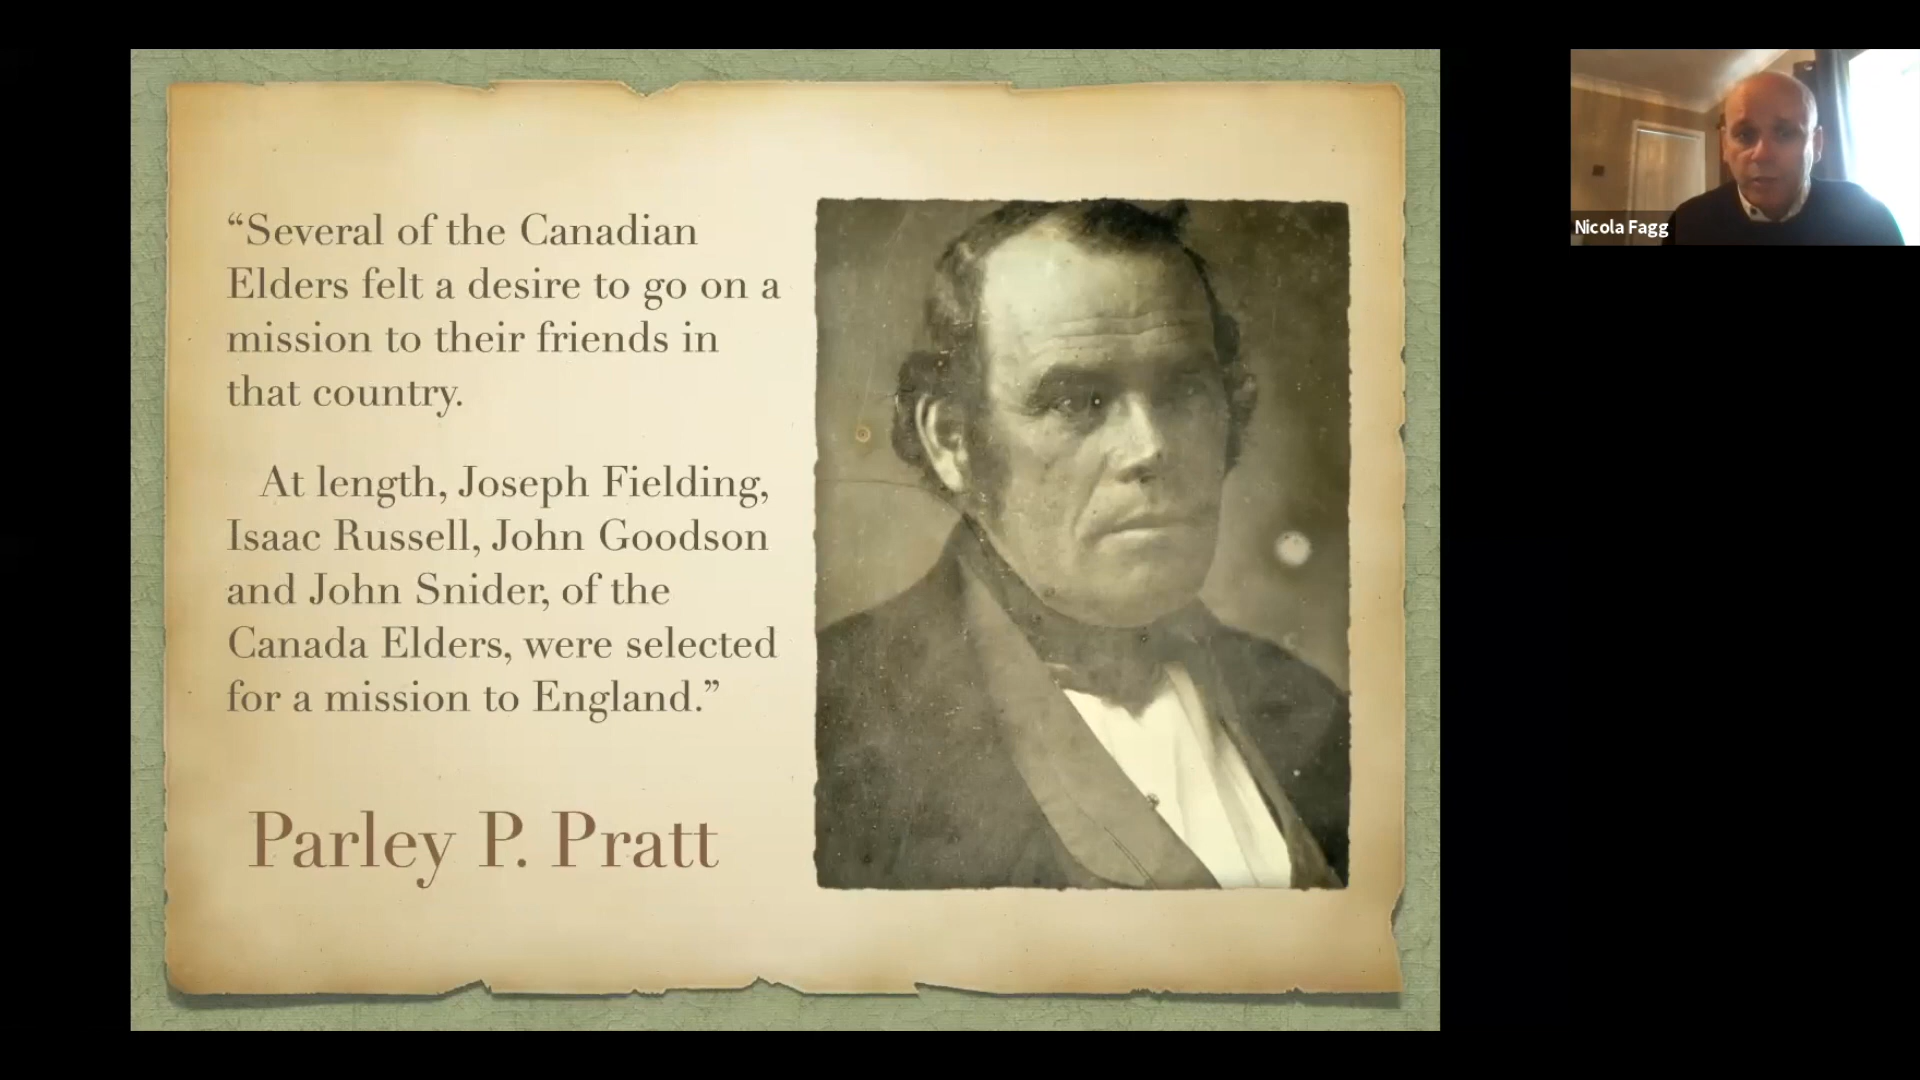 “Several of the Canadian
Elders felt a desire to go on a
mission to their friends in
that country.
At length, Joseph Fielding,
Isaac Russell, John Goodson
and John Snider, of the
Canada Elders, were selected
for a mission to England.”
Parley P. Pratt
Nicola Fagg